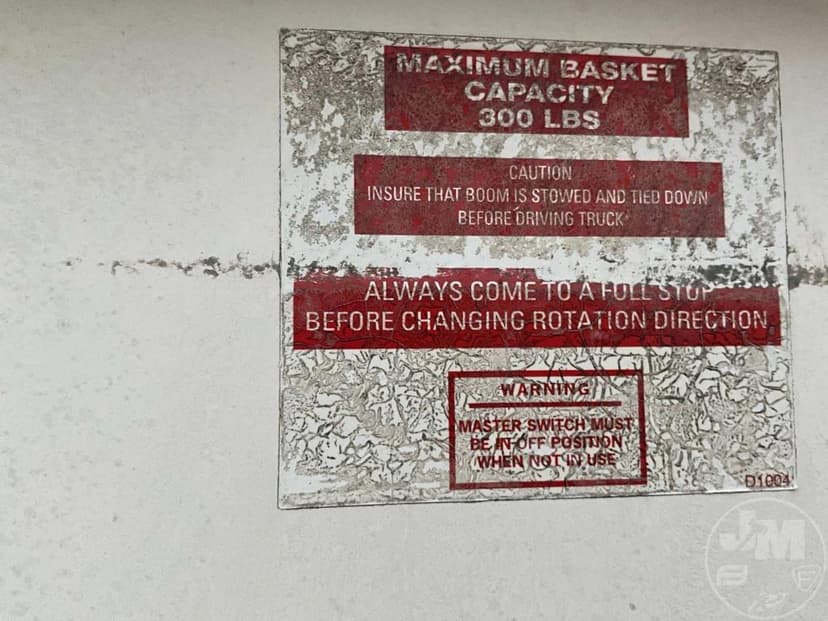 MAXIMUM BASKET
CAPACITY
300 LBS
CAUTION
INSURE THAT BOOM IS STOWED AND TIED DOWN
BEFORE DRIVING TRUCK
ALWAYS COME TO A FULL STOP
BEFORE CHANGING ROTATION DIRECTION
WARNING
MASTER SWITCH MUST
BE IN OFF POSITION
WHEN NOT IN USE
D1004
JM